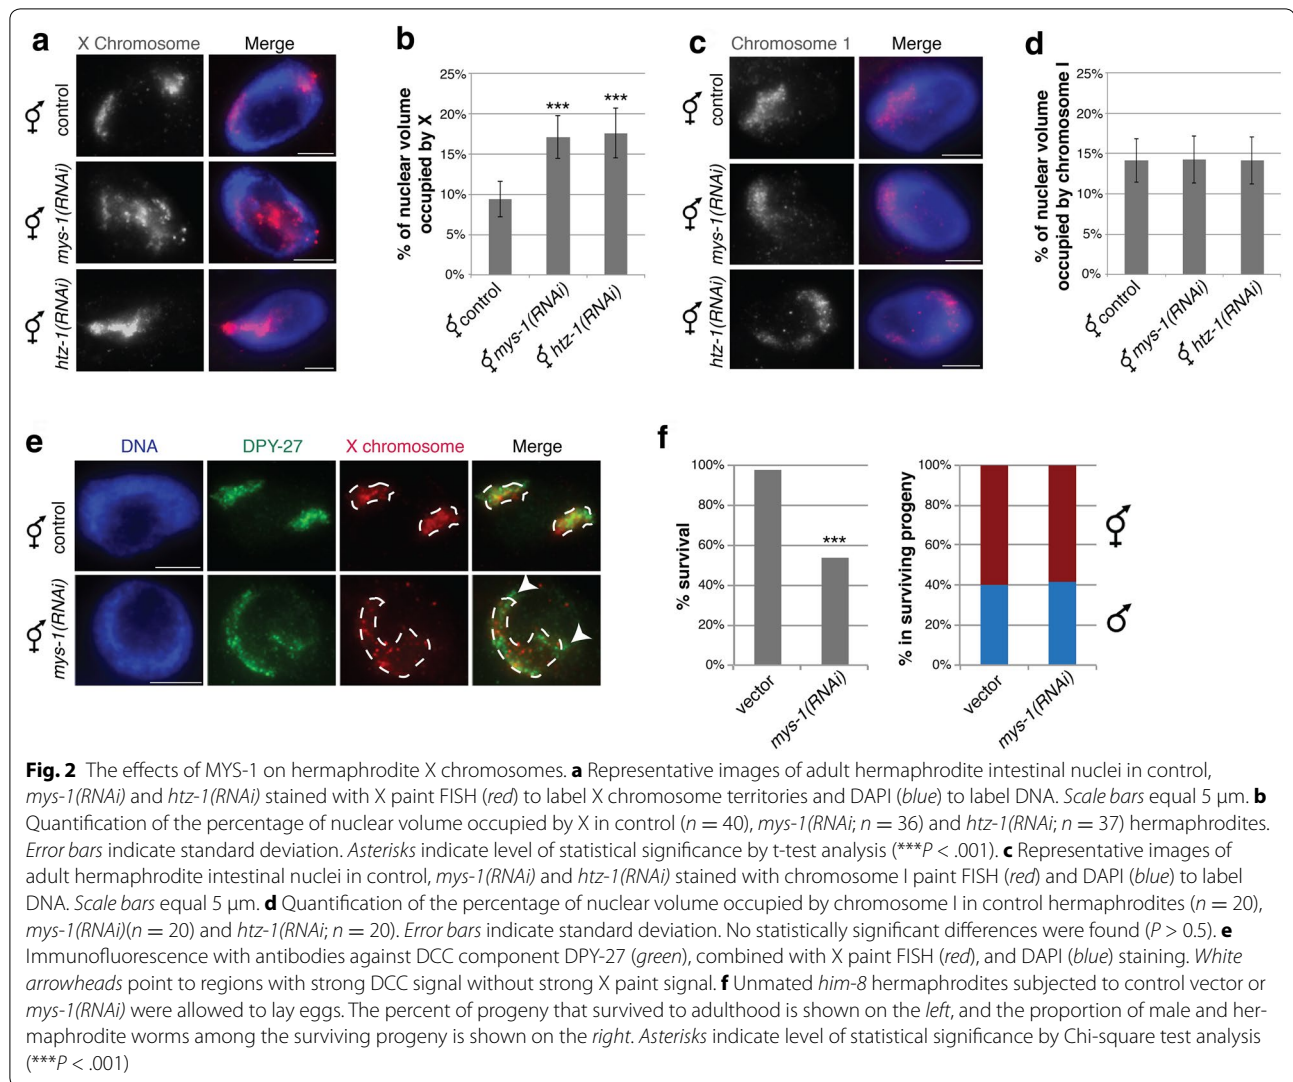 a
X Chromosome
Merge
control
mys-1(RNAi)
htz-1(RNAi)
b
% of nuclear volume
occupied by X
25%
20%
15%
10%
5%
0%
***
***
control
mys-1(RNAi)
htz-1(RNAi)
c
Chromosome 1
Merge
control
mys-1(RNAi)
htz-1(RNAi)
d
% of nuclear volume
occupied by chromosome I
25%
20%
15%
10%
5%
0%
control
mys-1(RNAi)
htz-1(RNAi)
e
DNA
DPY-27
X chromosome
Merge
control
mys-1(RNAi)
f
% survival
100%
80%
60%
40%
20%
0%
***
vector
mys-1(RNAi)
% in surviving progeny
100%
80%
60%
40%
20%
0%
vector
mys-1(RNAi)
Fig. 2 The effects of MYS-1 on hermaphrodite X chromosomes. a Representative images of adult hermaphrodite intestinal nuclei in control,
mys-1(RNAi) and htz-1(RNAi) stained with X paint FISH (red) to label X chromosome territories and DAPI (blue) to label DNA. Scale bars equal 5 µm. b
Quantification of the percentage of nuclear volume occupied by X in control (n = 40), mys-1(RNAi; n = 36) and htz-1(RNAi; n = 37) hermaphrodites.
Error bars indicate standard deviation. Asterisks indicate level of statistical significance by t-test analysis (***P < .001). c Representative images of
adult hermaphrodite intestinal nuclei in control, mys-1(RNAi) and htz-1(RNAi) stained with chromosome I paint FISH (red) and DAPI (blue) to label
DNA. Scale bars equal 5 µm. d Quantification of the percentage of nuclear volume occupied by chromosome I in control hermaphrodites (n = 20),
mys-1(RNAi)(n = 20) and htz-1(RNAi; n = 20). Error bars indicate standard deviation. No statistically significant differences were found (P > 0.5). e
Immunofluorescence with antibodies against DCC component DPY-27 (green), combined with X paint FISH (red), and DAPI (blue) staining. White
arrowheads point to regions with strong DCC signal without strong X paint signal. f Unmated him-8 hermaphrodites subjected to control vector or
mys-1(RNAi) were allowed to lay eggs. The percent of progeny that survived to adulthood is shown on the left, and the proportion of male and her-
maphrodite worms among the surviving progeny is shown on the right. Asterisks indicate level of statistical significance by Chi-square test analysis
(***P < .001)